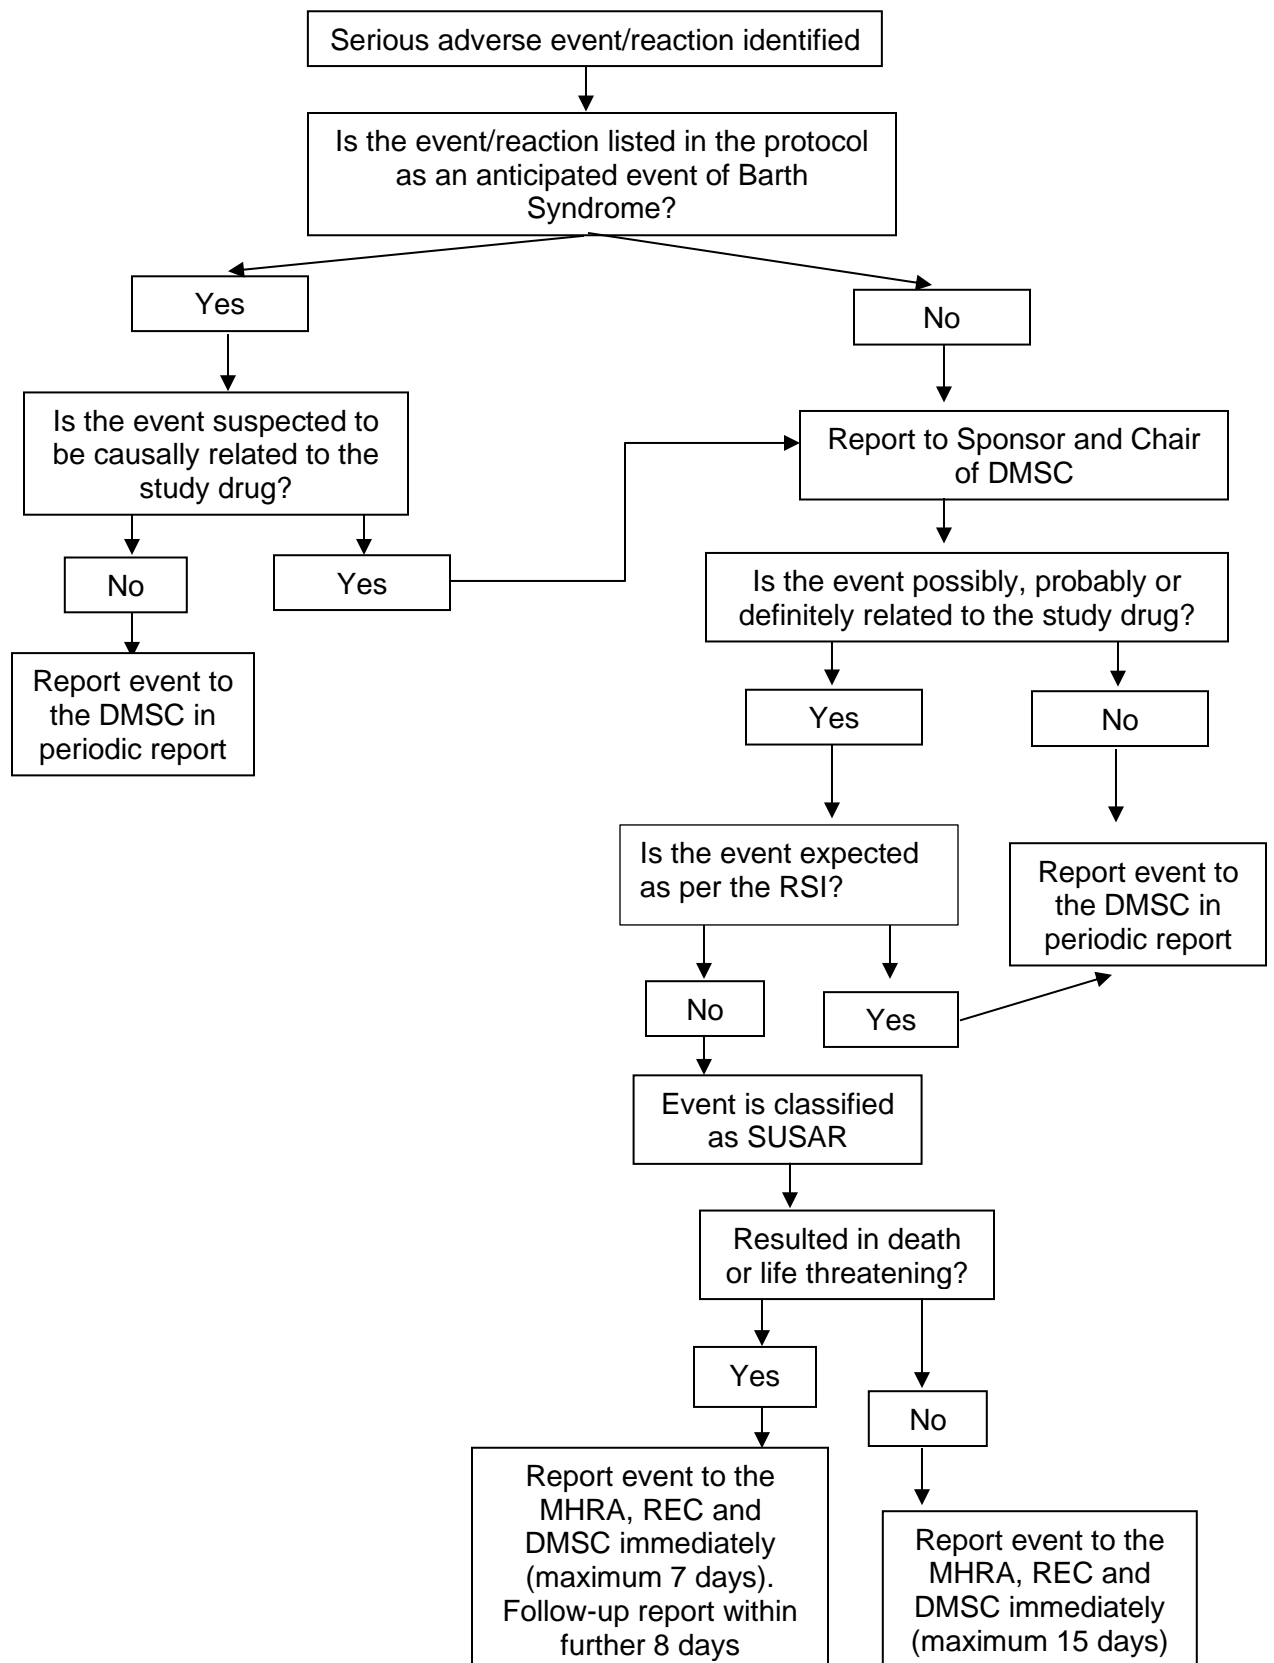 Serious adverse event/reaction identified
Is the event/reaction listed in the protocol
as an anticipated event of Barth
Syndrome?
Yes
No
Is the event suspected to
be causally related to the
study drug?
Report to Sponsor and Chair
of DMSC
No
Yes
Is the event possibly, probably or
definitely related to the study drug?
Report event to
the DMSC in
periodic report
Yes
No
Is the event expected
as per the RSI?
Report event to
the DMSC in
periodic report
No
Yes
Event is classified
as SUSAR
Resulted in death
or life threatening?
Yes
No
Report event to the
MHRA, REC and
DMSC immediately
(maximum 7 days).
Follow-up report within
further 8 days
Report event to the
MHRA, REC and
DMSC immediately
(maximum 15 days)